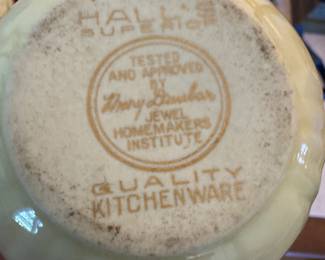 HALL'S
SUPERIOR
TESTED
AND APPROVED
BY
Mary Dunbar
JEWEL
HOMEMAKERS
INSTITUTE
QUALITY
KITCHENWARE